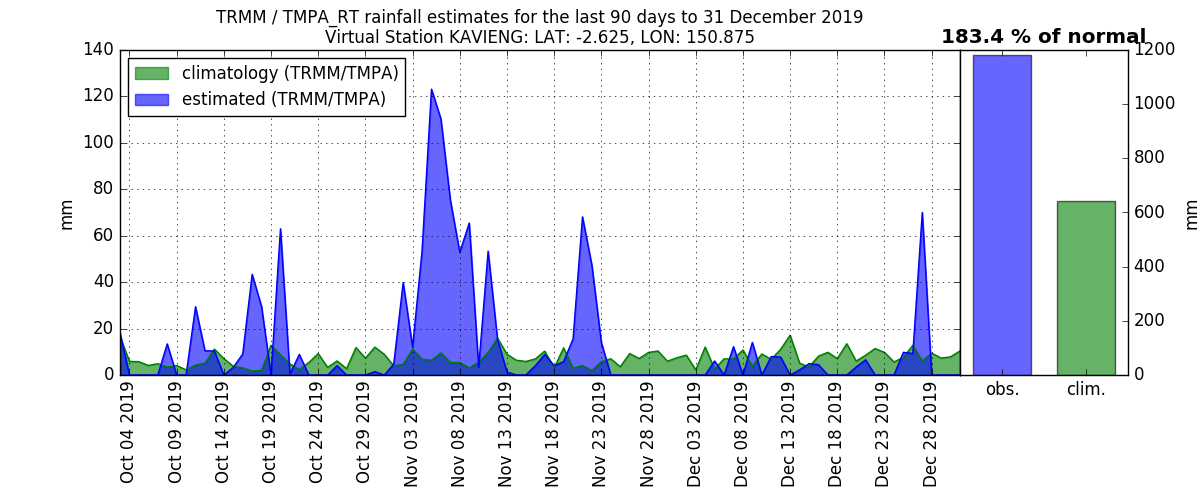 TRMM / TMPA_RT rainfall estimates for the last 90 days to 31 December 2019
Virtual Station KAVIENG: LAT: -2.625, LON: 150.875
183.4 % of normal
climatology (TRMM/TMPA)
estimated (TRMM/TMPA)
140
120
100
80
60
40
20
0
mm
Oct 04 2019
Oct 09 2019
Oct 14 2019
Oct 19 2019
Oct 24 2019
Oct 29 2019
Nov 03 2019
Nov 08 2019
Nov 13 2019
Nov 18 2019
Nov 23 2019
Nov 28 2019
Dec 03 2019
Dec 08 2019
Dec 13 2019
Dec 18 2019
Dec 23 2019
Dec 28 2019
obs.
clim.
1200
1000
800
600
400
200
0
mm